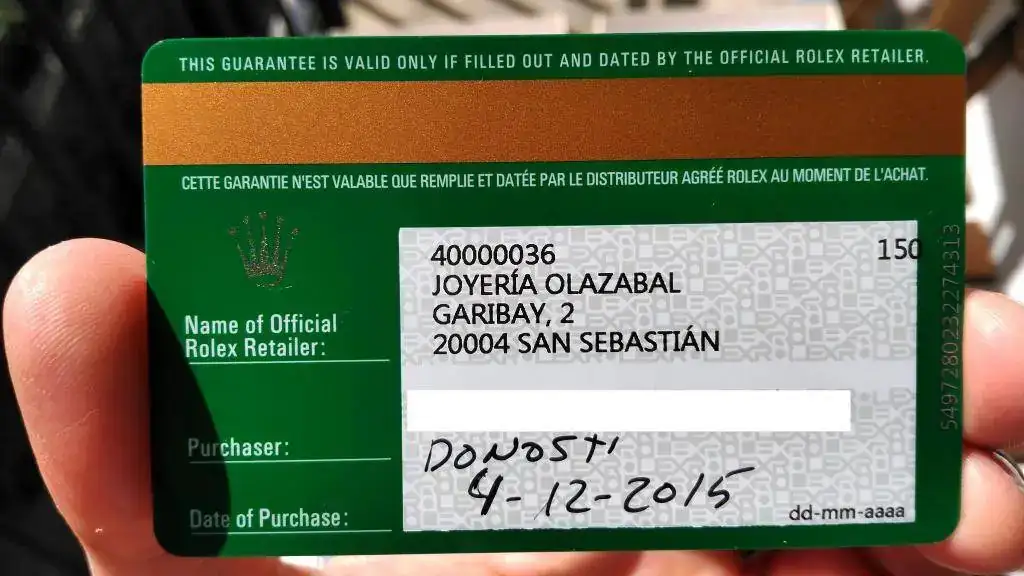 THIS GUARANTEE IS VALID ONLY IF FILLED OUT AND DATED BY THE OFFICIAL ROLEX RETAILER.
CETTE GARANTIE N'EST VALABLE QUE REMPLIE ET DATÉE PAR LE DISTRIBUTEUR AGRÉÉ ROLEX AU MOMENT DE L'ACHAT.
40000036 150
JOYERÍA OLAZABAL
GARIBAY, 2
20004 SAN SEBASTIÁN
Name of Official
Rolex Retailer:
Purchaser:
DONOSTI
4-12-2015
Date of Purchase:
dd-mm-aaaa
5497280232274313